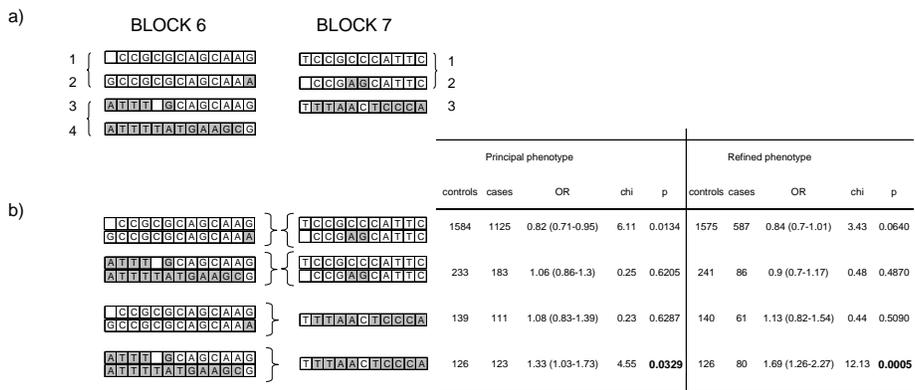 a)
BLOCK 6 BLOCK 7
1 CCGCGCAGCAAG TCCGCCCATTC 1
2 GCCGCGCAGCAAA CCGAGCATTC 2
3 ATTT GCAGCAAG TTTAACTCCCA 3
4 ATTTTATGAAGCG
Principal phenotype Refined phenotype
controls cases OR chi p controls cases OR chi p
b)
CCGCGCAGCAAG TCCGCCCATTC 1584 1125 0.82 (0.71-0.95) 6.11 0.0134 1575 587 0.84 (0.7-1.01) 3.43 0.0640
GCCGCGCAGCAAA CCGAGCATTC
ATTT GCAGCAAG TCCGCCCATTC 233 183 1.06 (0.86-1.3) 0.25 0.6205 241 86 0.9 (0.7-1.17) 0.48 0.4870
ATTTTATGAAGCG CCGAGCATTC
CCGCGCAGCAAG TTTAACTCCCA 139 111 1.08 (0.83-1.39) 0.23 0.6287 140 61 1.13 (0.82-1.54) 0.44 0.5090
GCCGCGCAGCAAA
ATTT GCAGCAAG TTTAACTCCCA 126 123 1.33 (1.03-1.73) 4.55 0.0329 126 80 1.69 (1.26-2.27) 12.13 0.0005
ATTTTATGAAGCG